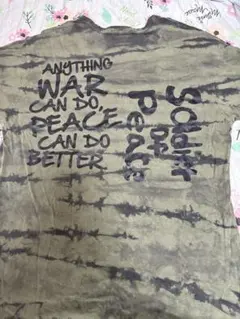 ANYTHING
WAR
CAN DO,
PEACE
CAN DO
BETTER
Soldier
Of
Peace